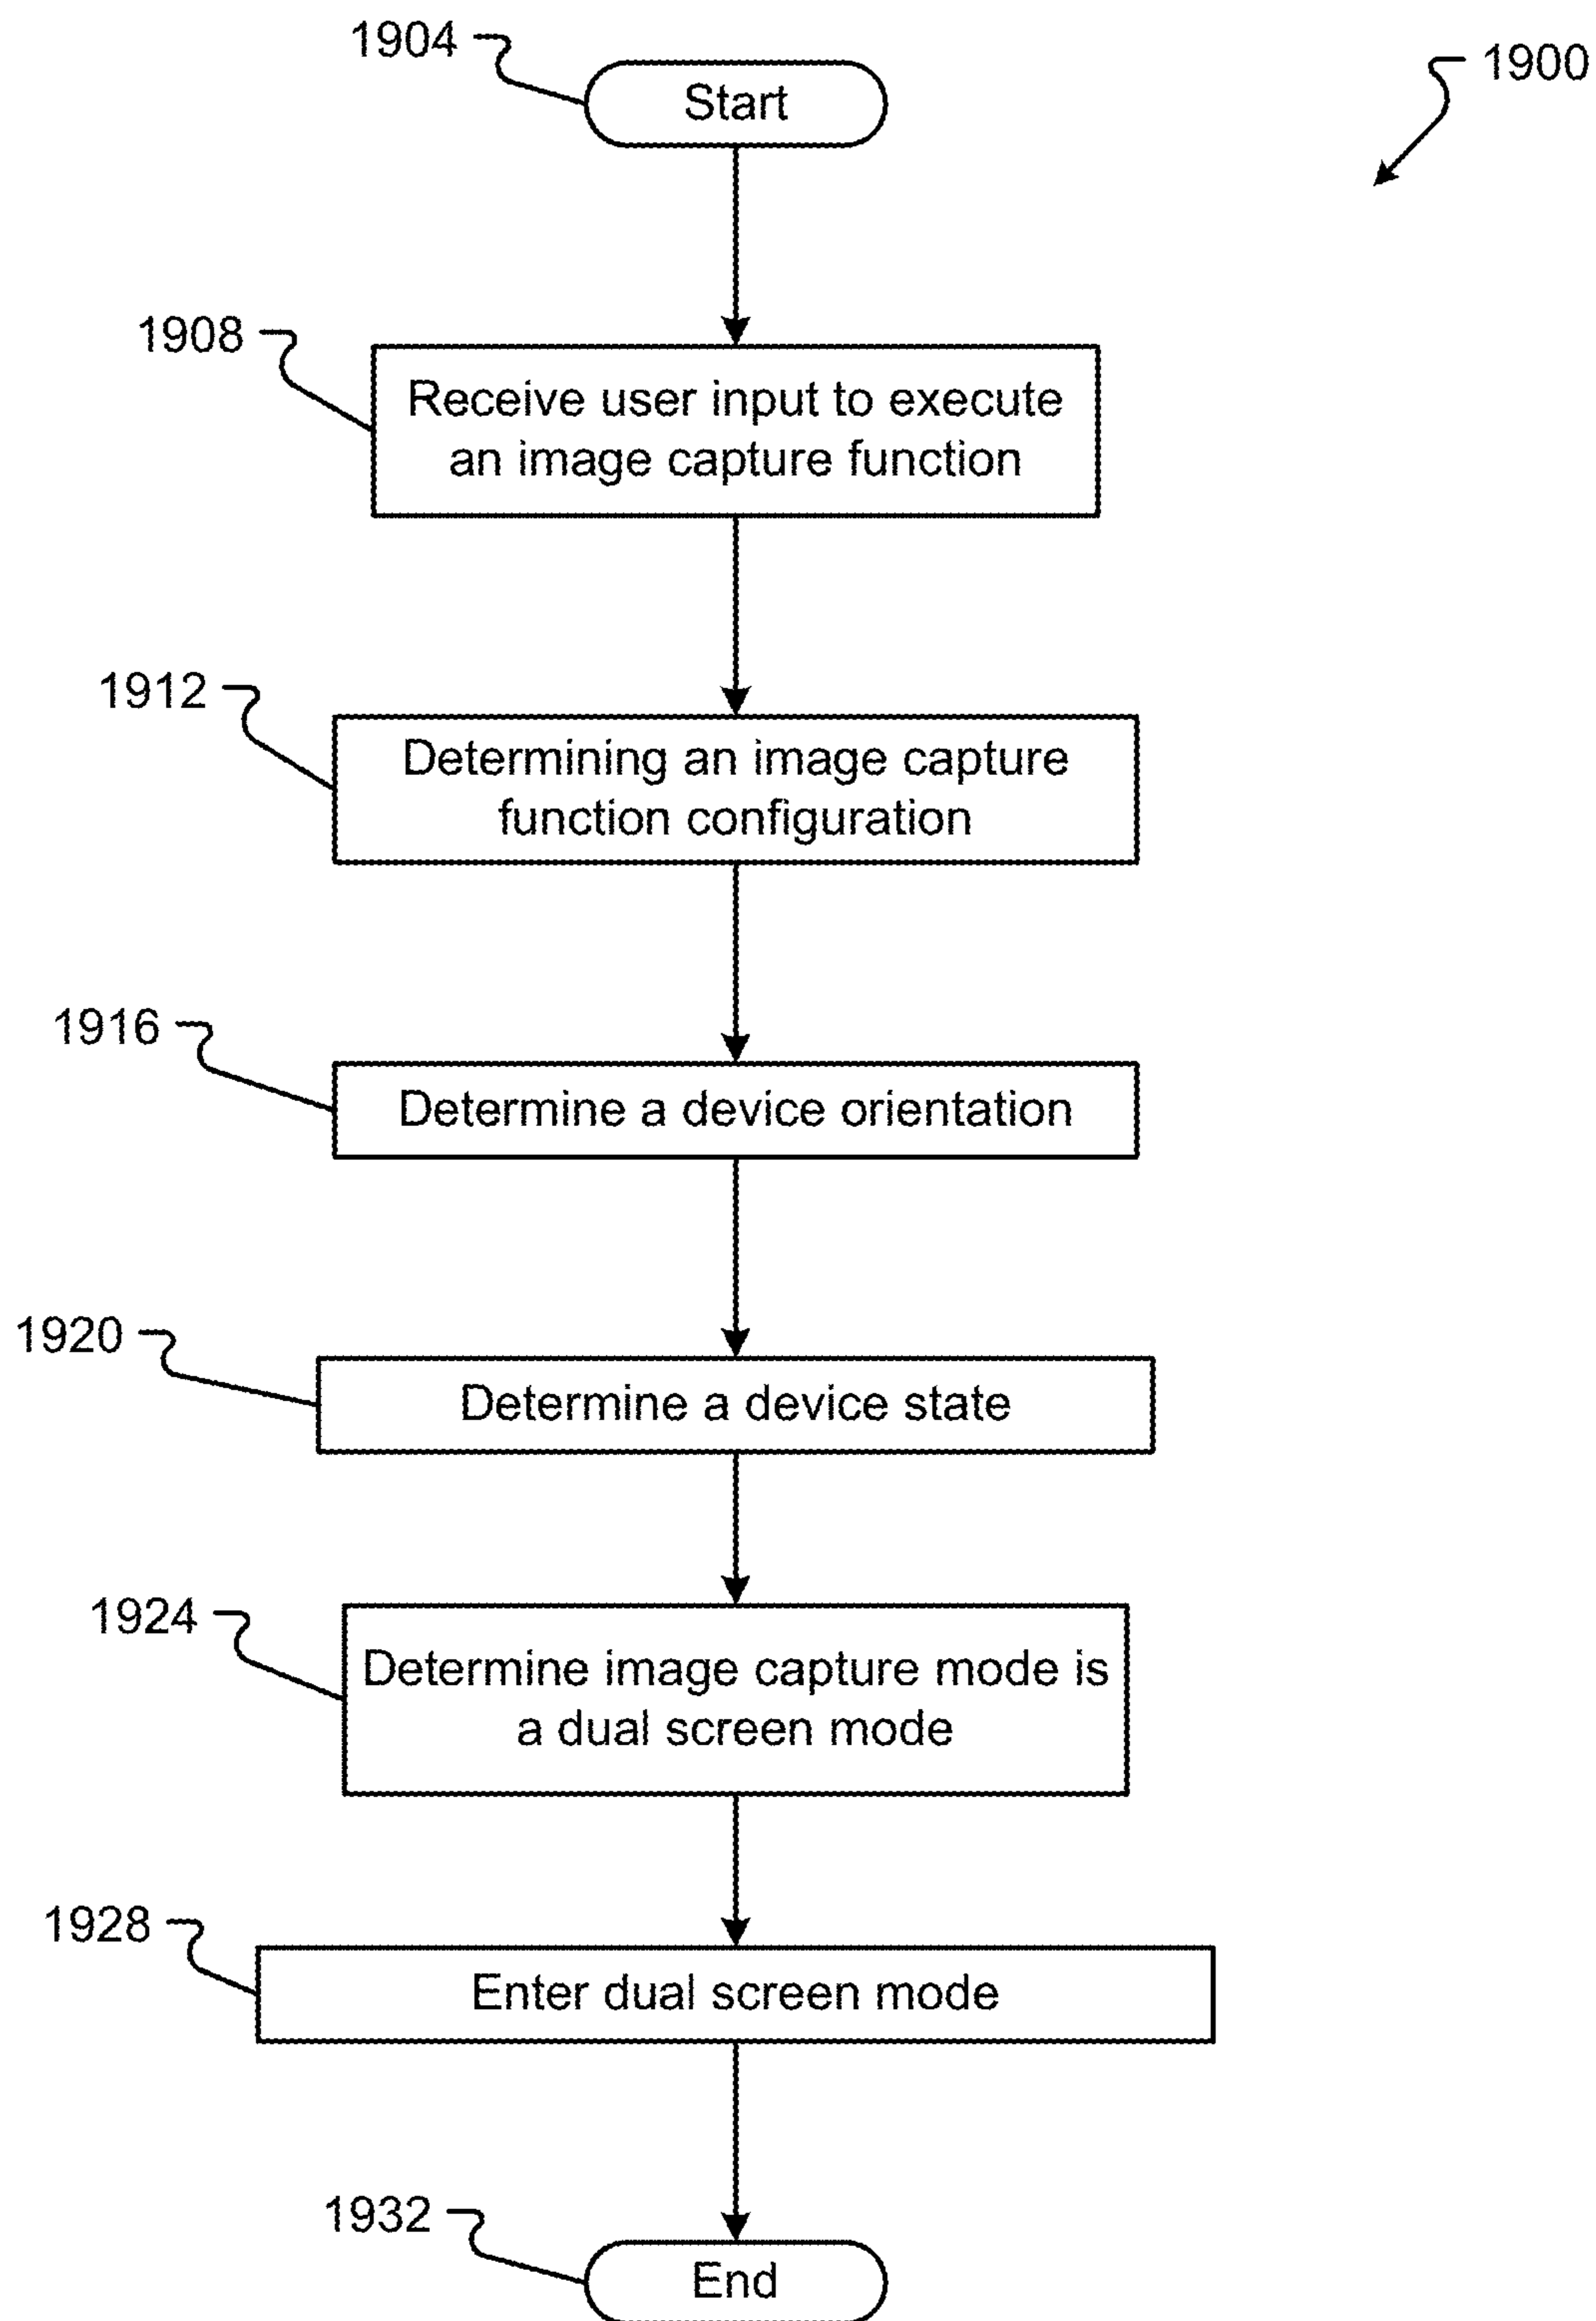 1904
Start
1900
1908
Receive user input to execute
an image capture function
1912
Determining an image capture
function configuration
1916
Determine a device orientation
1920
Determine a device state
1924
Determine image capture mode is
a dual screen mode
1928
Enter dual screen mode
1932
End